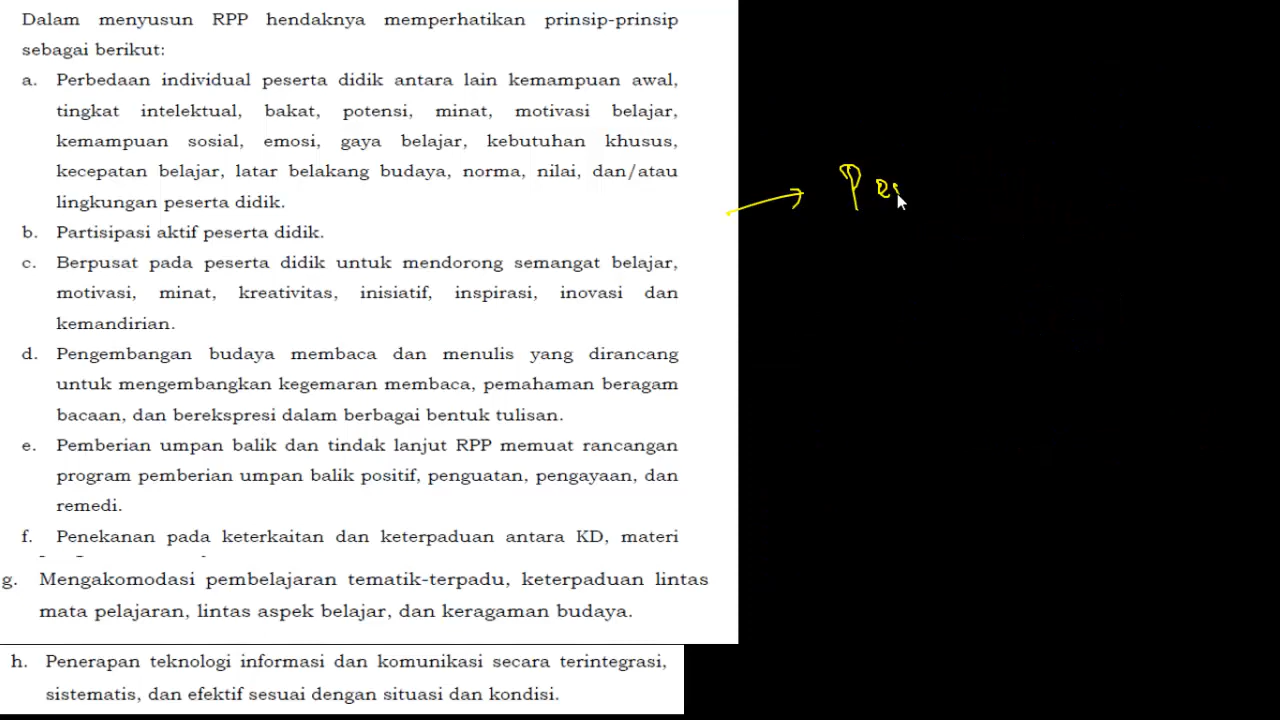 Dalam menyusun RPP hendaknya memperhatikan prinsip-prinsip
sebagai berikut:
a. Perbedaan individual peserta didik antara lain kemampuan awal,
tingkat intelektual, bakat, potensi, minat, motivasi belajar,
kemampuan sosial, emosi, gaya belajar, kebutuhan khusus,
kecepatan belajar, latar belakang budaya, norma, nilai, dan/atau
lingkungan peserta didik.
b. Partisipasi aktif peserta didik.
c. Berpusat pada peserta didik untuk mendorong semangat belajar,
motivasi, minat, kreativitas, inisiatif, inspirasi, inovasi dan
kemandirian.
d. Pengembangan budaya membaca dan menulis yang dirancang
untuk mengembangkan kegemaran membaca, pemahaman beragam
bacaan, dan berekspresi dalam berbagai bentuk tulisan.
e. Pemberian umpan balik dan tindak lanjut RPP memuat rancangan
program pemberian umpan balik positif, penguatan, pengayaan, dan
remedi.
f. Penekanan pada keterkaitan dan keterpaduan antara KD, materi
g. Mengakomodasi pembelajaran tematik-terpadu, keterpaduan lintas
mata pelajaran, lintas aspek belajar, dan keragaman budaya.
h. Penerapan teknologi informasi dan komunikasi secara terintegrasi,
sistematis, dan efektif sesuai dengan situasi dan kondisi.